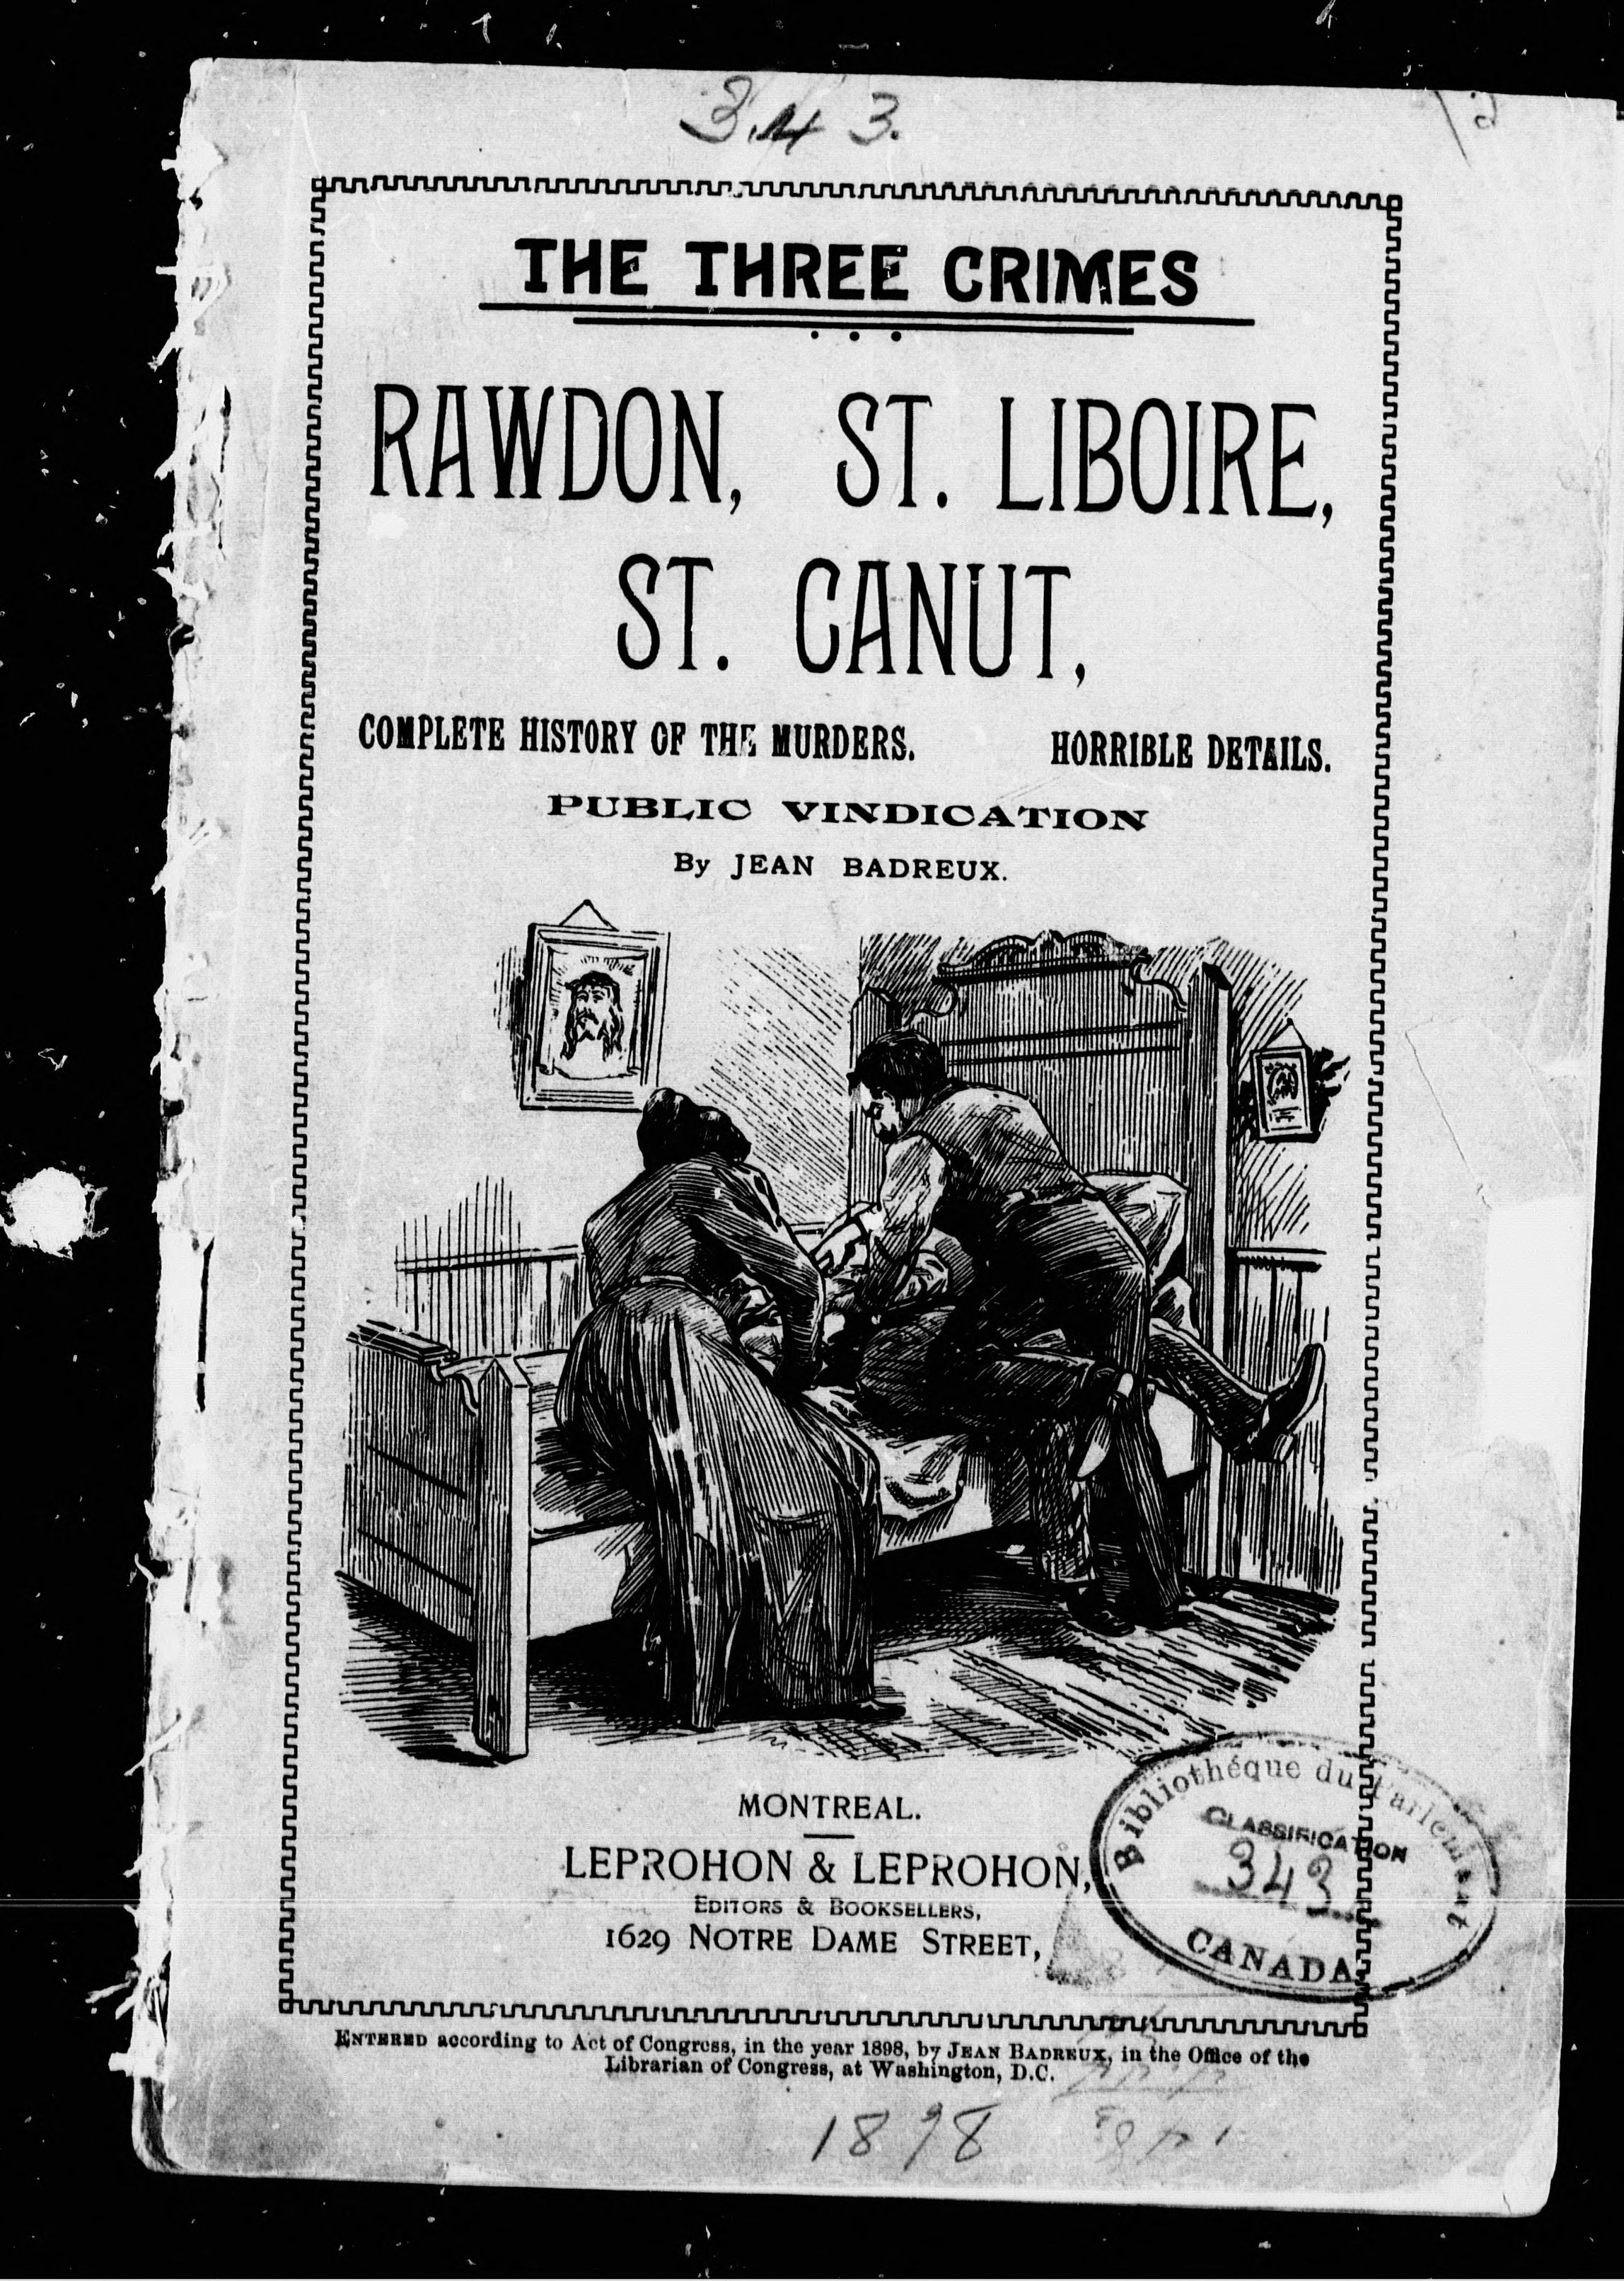 3.43.
THE THREE CRIMES
RAWDON, ST. LIBOIRE,
ST. CANUT,
COMPLETE HISTORY OF THE MURDERS. HORRIBLE DETAILS.
PUBLIC VINDICATION
By JEAN BADREUX.
MONTREAL.
LEPROHON & LEPROHON,
EDITORS & BOOKSELLERS,
1629 NOTRE DAME STREET,
Bibliothéque du Parlement
CLASSIFICATION
343
CANADA
ENTERED according to Act of Congress, in the year 1898, by JEAN BADREUX, in the Office of the
Librarian of Congress, at Washington, D.C.
1898